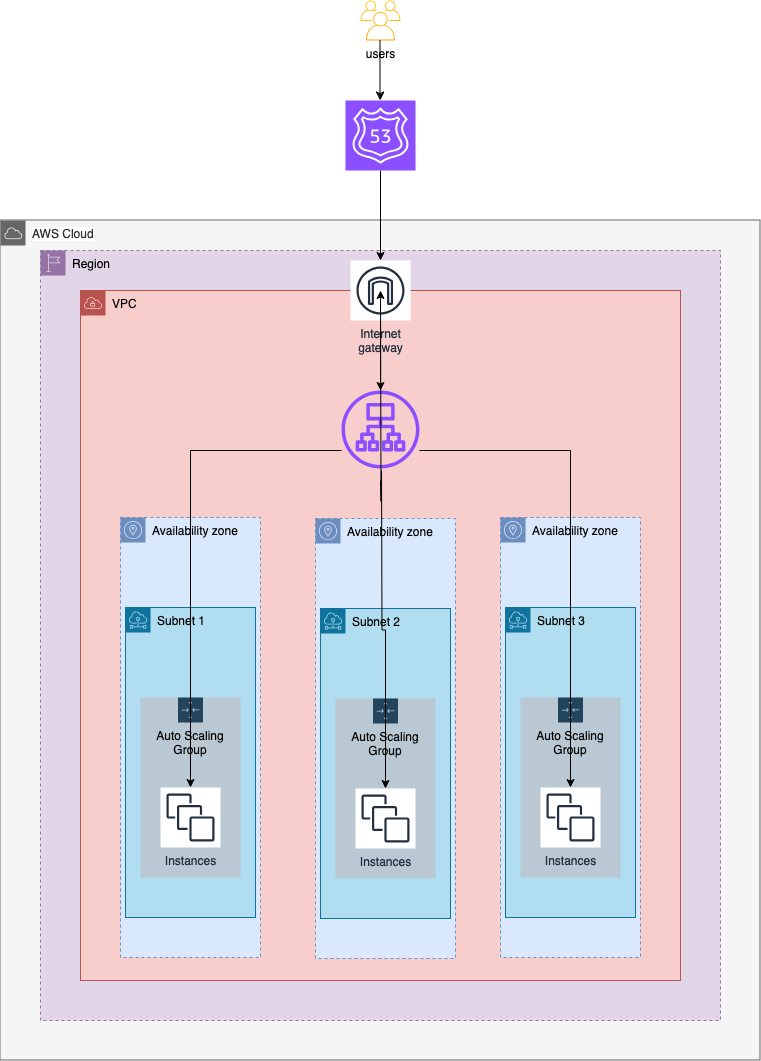 users
53
AWS Cloud
Region
VPC
Internet
gateway
Availability zone
Availability zone
Availability zone
Subnet 1
Subnet 2
Subnet 3
Auto Scaling
Group
Auto Scaling
Group
Auto Scaling
Group
Instances
Instances
Instances